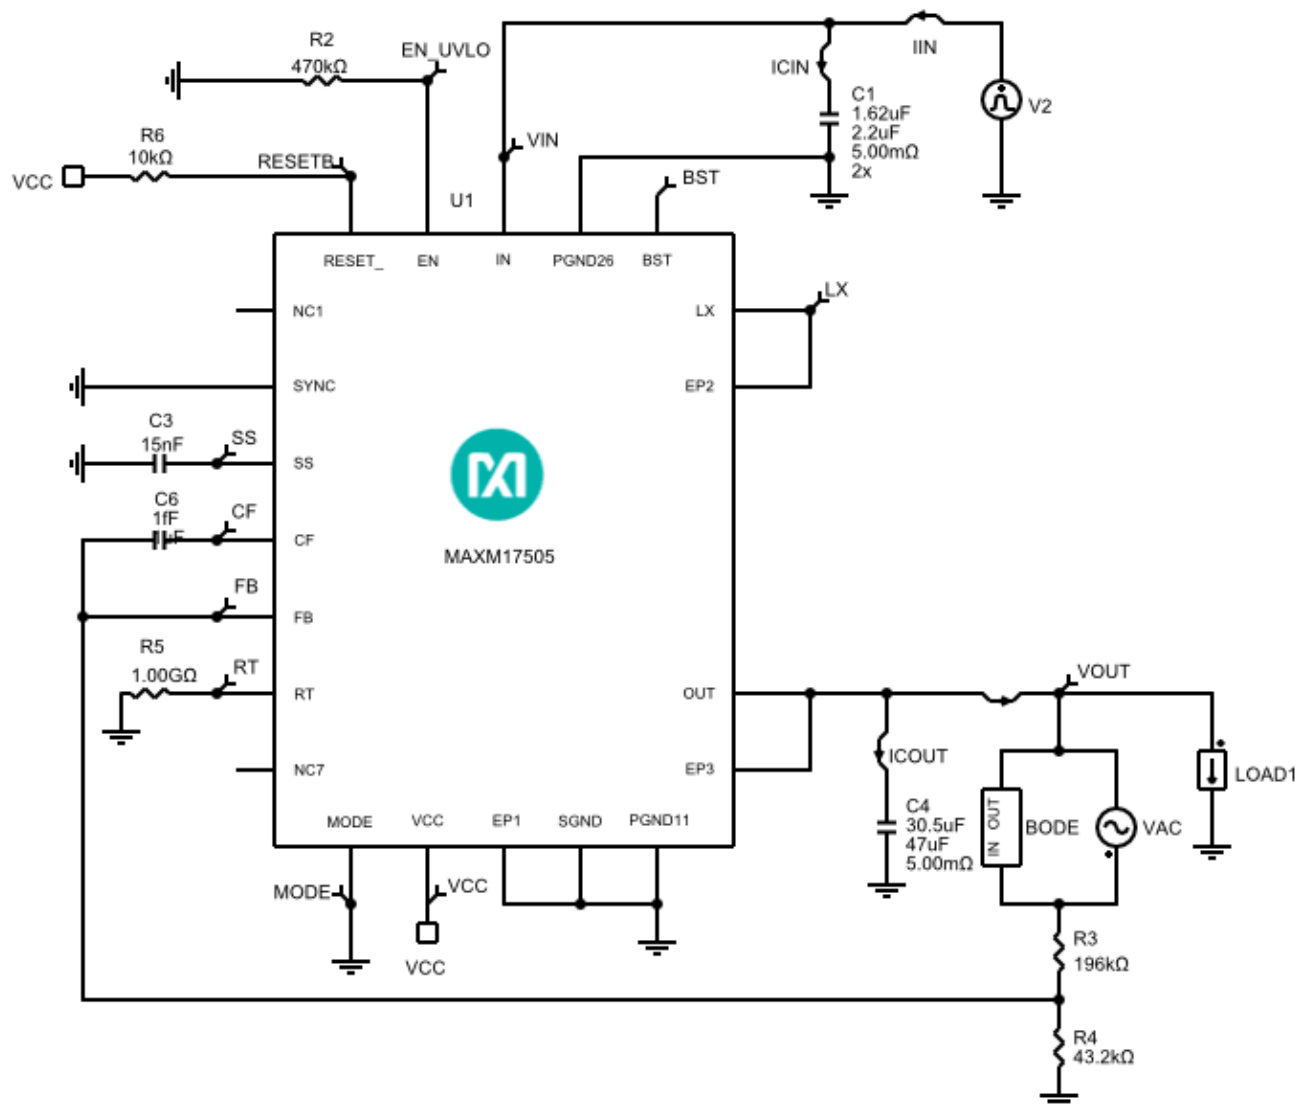 R2
470kΩ
EN_UVLO
IIN
ICIN
C1
1.62uF
2.2uF
5.00mΩ
2x
V2
R6
10kΩ
RESETB
VIN
VCC
BST
U1
RESET_
EN
IN
PGND26
BST
NC1
LX
LX
SYNC
EP2
C3
15nF
SS
SS
C6
1fF
CF
CF
MAXM17505
FB
FB
R5
1.00GΩ
RT
RT
OUT
VOUT
NC7
EP3
ICOUT
LOAD1
MODE
VCC
EP1
SGND
PGND11
C4
30.5uF
47uF
5.00mΩ
IN OUT
BODE
VAC
MODE
VCC
VCC
R3
196kΩ
R4
43.2kΩ